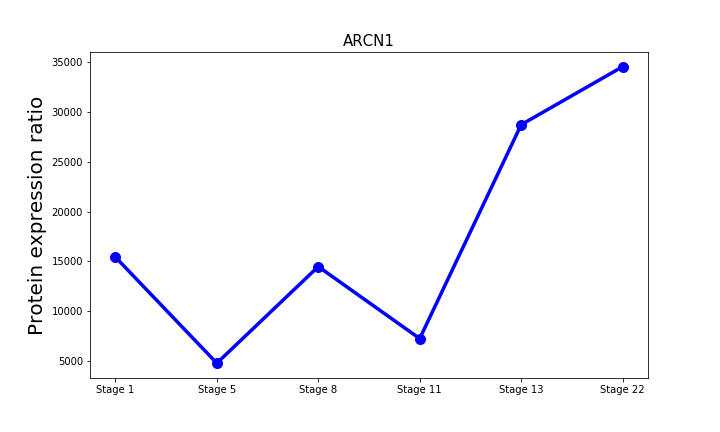 ARCN1
Protein expression ratio
35000
30000
25000
20000
15000
10000
5000
Stage 1
Stage 5
Stage 8
Stage 11
Stage 13
Stage 22